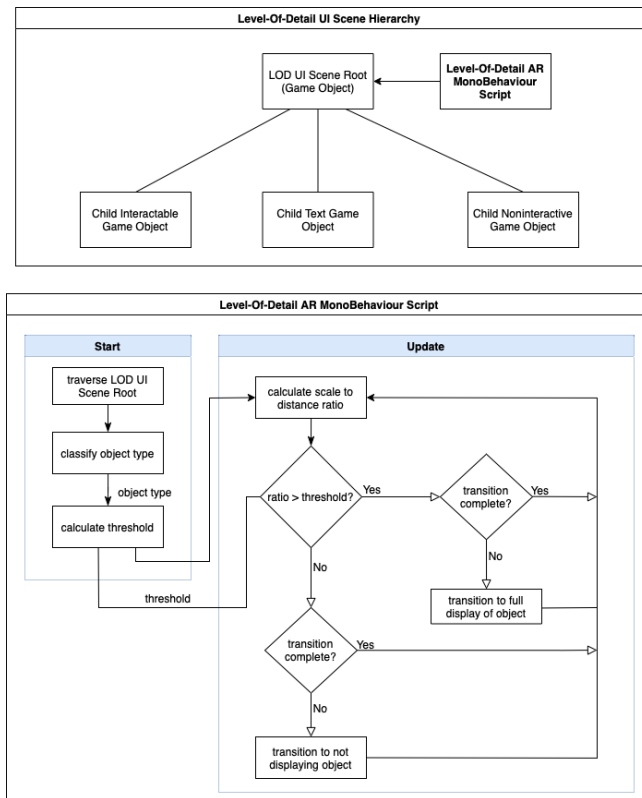 Level-Of-Detail UI Scene Hierarchy
LOD UI Scene Root
(Game Object)
Level-Of-Detail AR
MonoBehaviour
Script
Child Interactable
Game Object
Child Text Game
Object
Child Noninteractive
Game Object
Level-Of-Detail AR MonoBehaviour Script
Start
traverse LOD UI
Scene Root
classify object type
object type
calculate threshold
threshold
Update
calculate scale to
distance ratio
ratio > threshold?
Yes
transition
complete?
Yes
No
transition to full
display of object
No
transition
complete?
Yes
No
transition to not
displaying object